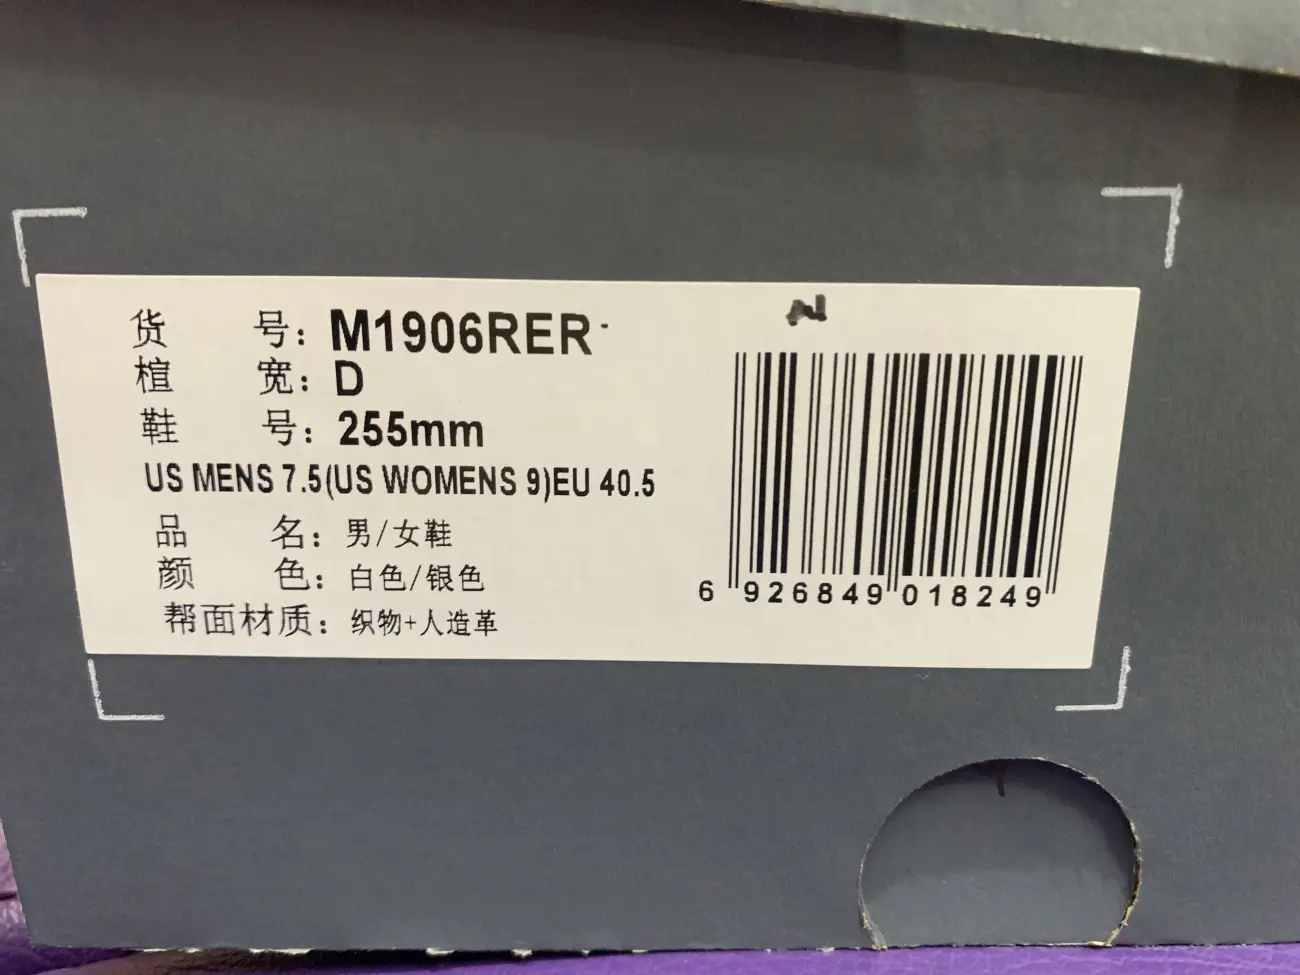 货 号: M1906RER
楦 宽: D
鞋 号: 255mm
US MENS 7.5(US WOMENS 9)EU 40.5
品 名: 男/女鞋
颜 色: 白色/银色
帮面材质: 织物+人造革
6 926849 018249